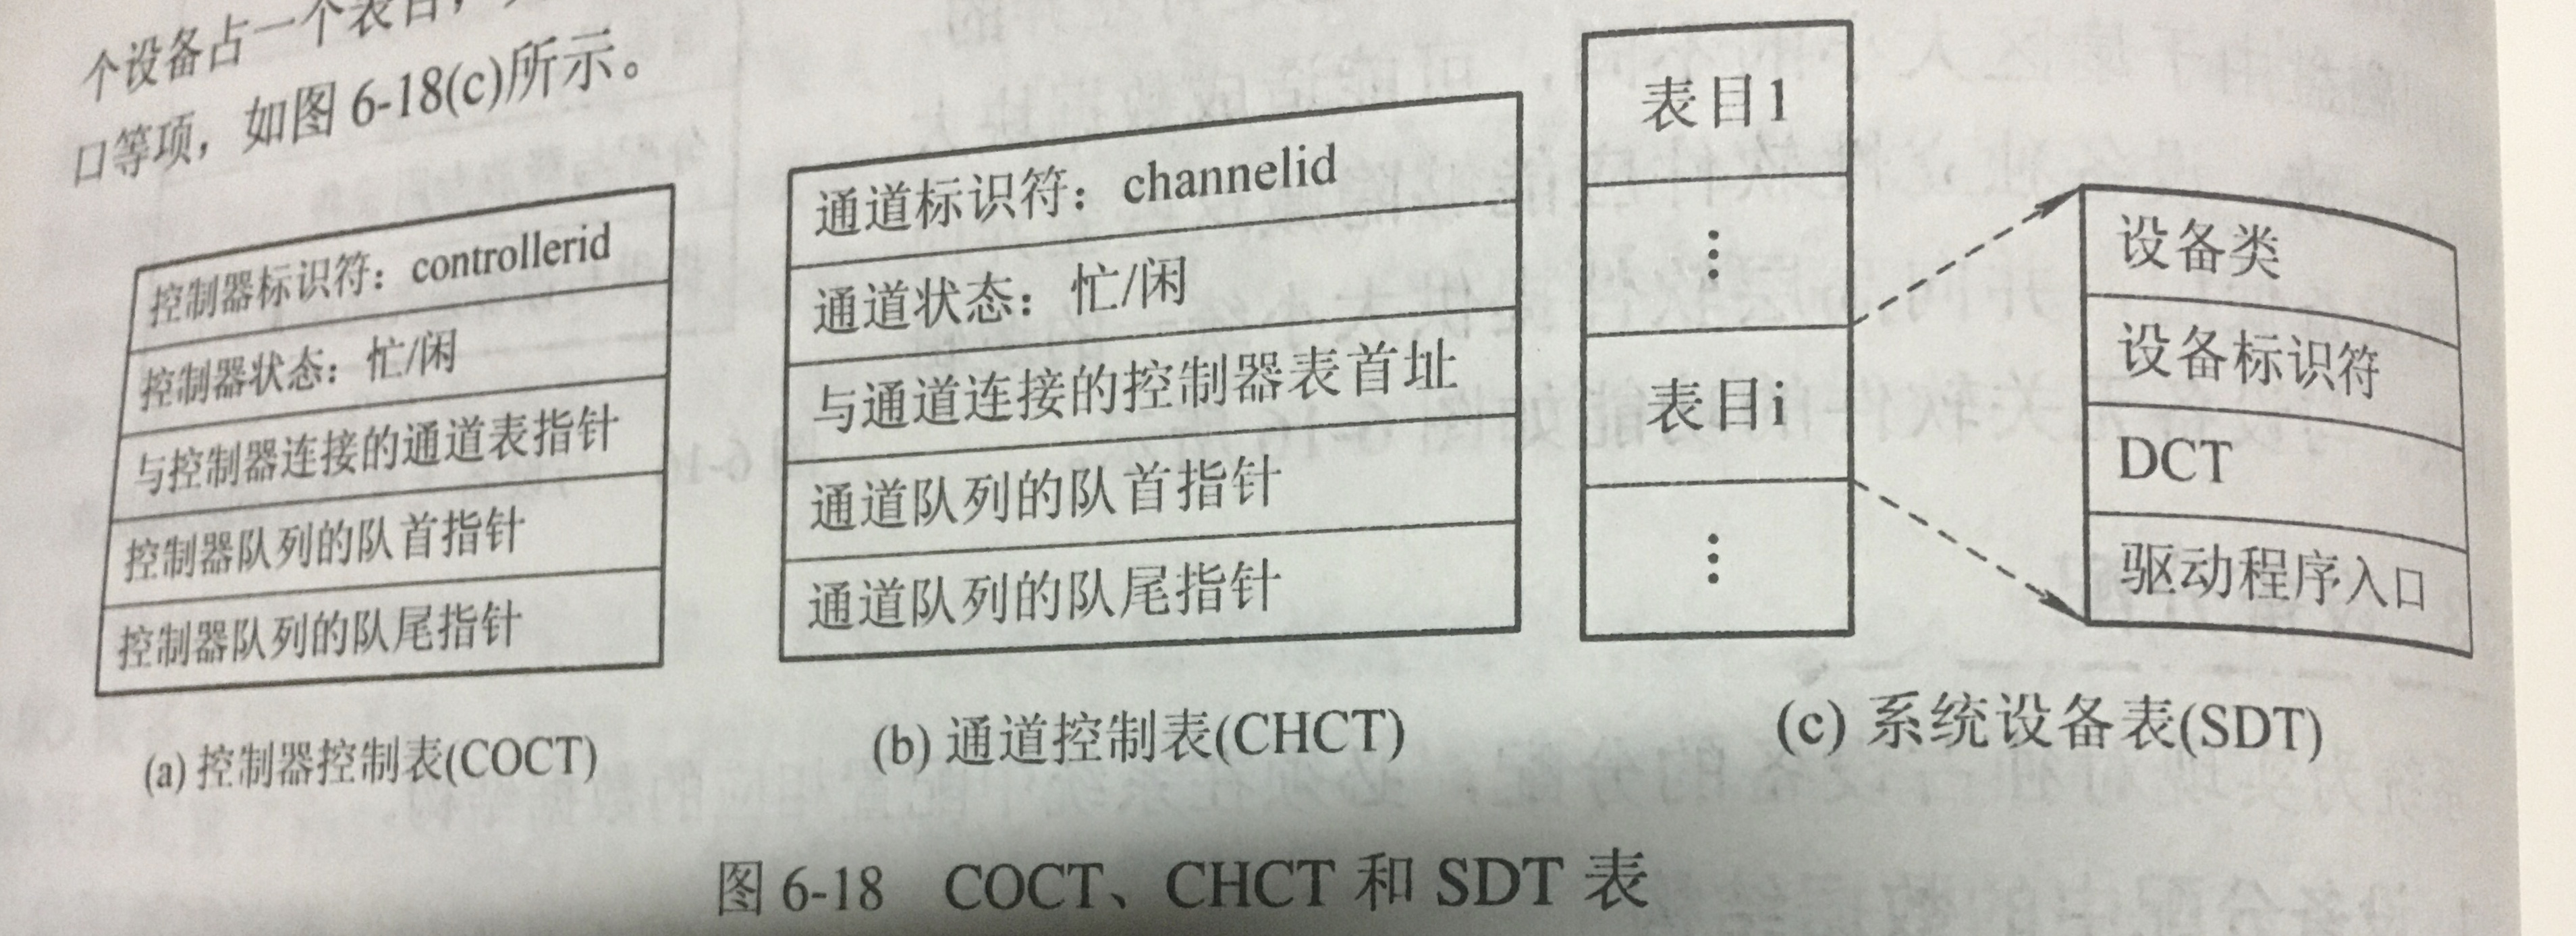 个设备占一个表目，
口等项，如图 6-18(c)所示。
控制器标识符：controllerid
控制器状态：忙/闲
与控制器连接的通道表指针
控制器队列的队首指针
控制器队列的队尾指针
(a) 控制器控制表(COCT)
通道标识符：channelid
通道状态：忙/闲
与通道连接的控制器表首址
通道队列的队首指针
通道队列的队尾指针
(b) 通道控制表(CHCT)
表目1
⋮
表目i
⋮
设备类
设备标识符
DCT
驱动程序入口
(c) 系统设备表(SDT)
图 6-18 COCT、CHCT 和 SDT 表